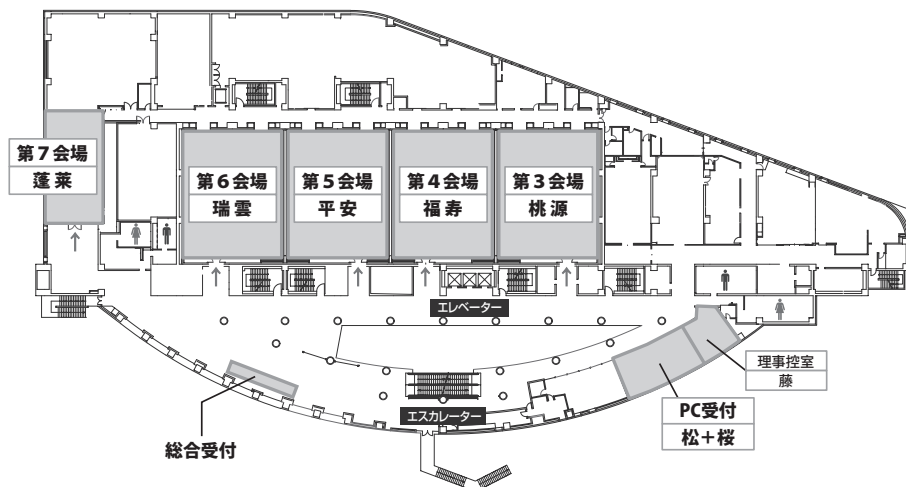 第7会場
蓬莱
第6会場
瑞雲
第5会場
平安
第4会場
福寿
第3会場
桃源
エレベーター
エスカレーター
総合受付
PC受付
松＋桜
理事控室
藤